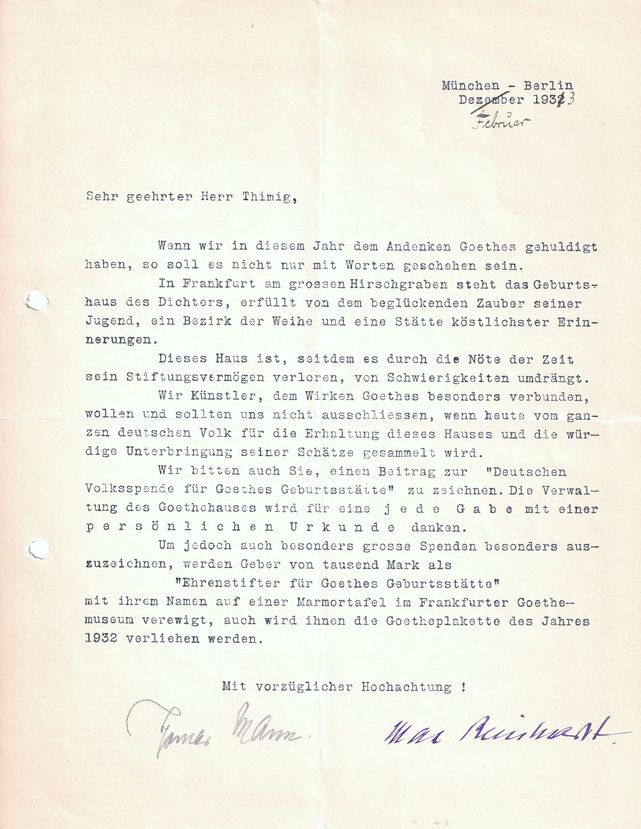 München - Berlin
Dezember 1932/3
Februar
Sehr geehrter Herr Thimig,
Wenn wir in diesem Jahr dem Andenken Goethes gehuldigt
haben, so soll es nicht nur mit Worten geschehen sein.
In Frankfurt am grossen Hirschgraben steht das Geburts-
haus des Dichters, erfüllt von dem beglückenden Zauber seiner
Jugend, ein Bezirk der Weihe und eine Stätte köstlichster Erin-
nerungen.
Dieses Haus ist, seitdem es durch die Nöte der Zeit
sein Stiftungsvermögen verloren, von Schwierigkeiten umdrängt.
Wir Künstler, dem Wirken Goethes besonders verbunden,
wollen und sollten uns nicht ausschliessen, wenn heute vom gan-
zen deutschen Volk für die Erhaltung dieses Hauses und die wür-
dige Unterbringung seiner Schätze gesammelt wird.
Wir bitten auch Sie, einen Beitrag zur "Deutschen
Volksspende für Goethes Geburtsstätte" zu zeichnen. Die Verwal-
tung des Goethehauses wird für eine j e d e G a b e mit einer
p e r s ö n l i c h e n U r k u n d e danken.
Um jedoch auch besonders grosse Spenden besonders aus-
zuzeichnen, werden Geber von tausend Mark als
"Ehrenstifter für Goethes Geburtsstätte"
mit ihrem Namen auf einer Marmortafel im Frankfurter Goethe-
museum verewigt, auch wird ihnen die Goetheplakette des Jahres
1932 verliehen werden.
Mit vorzüglicher Hochachtung !
Thomas Mann.
Max Reinhardt.